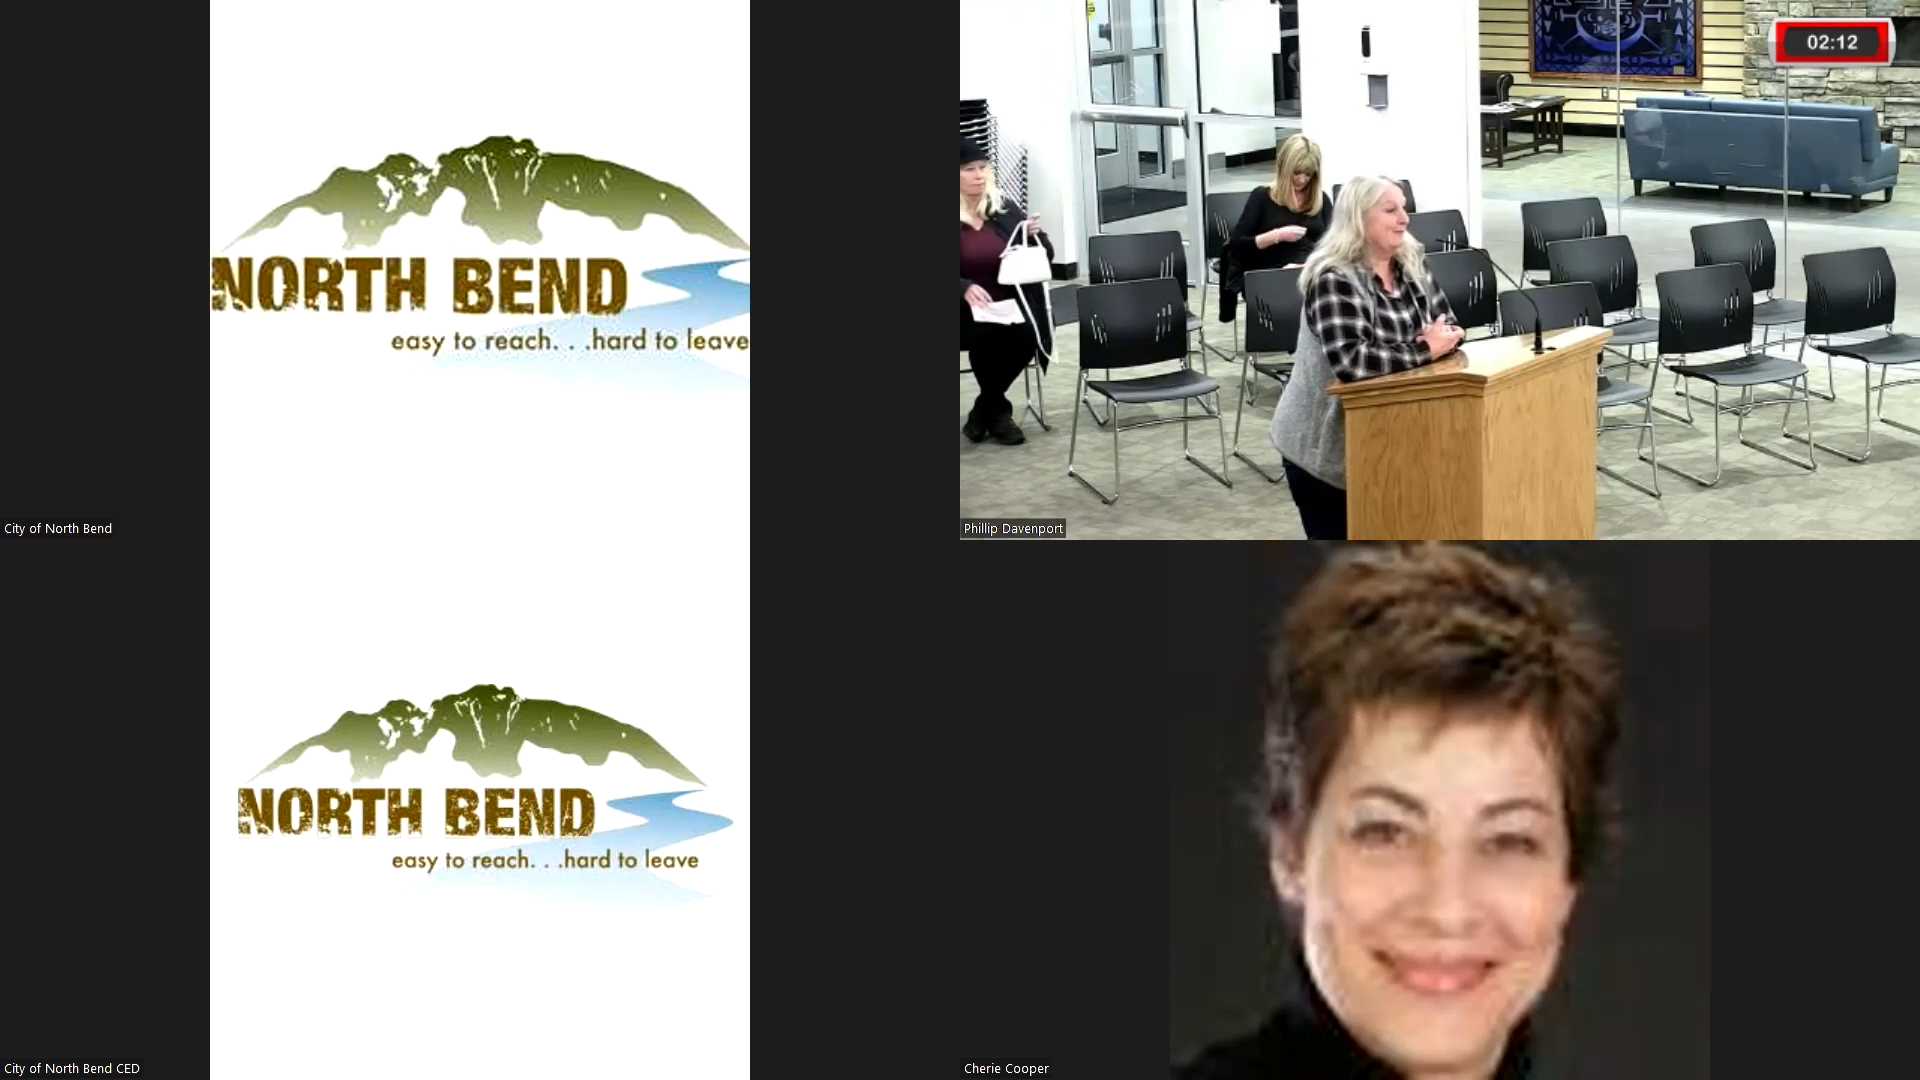 NORTH BEND
easy to reach. . .hard to leave
City of North Bend
02:12
Phillip Davenport
NORTH BEND
easy to reach. . .hard to leave
City of North Bend CED
Cherie Cooper